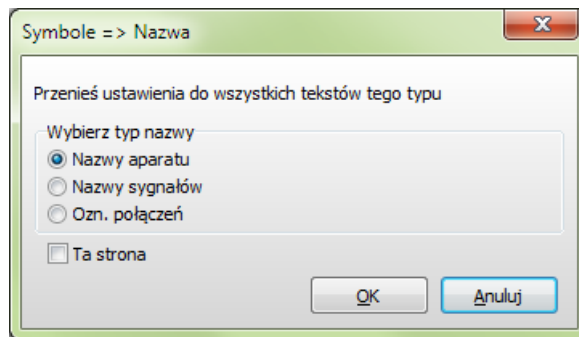 Symbole => Nazwa
Przenieś ustawienia do wszystkich tekstów tego typu
Wybierz typ nazwy
Nazwy aparatu
Nazwy sygnałów
Ozn. połączeń
Ta strona
OK
Anuluj